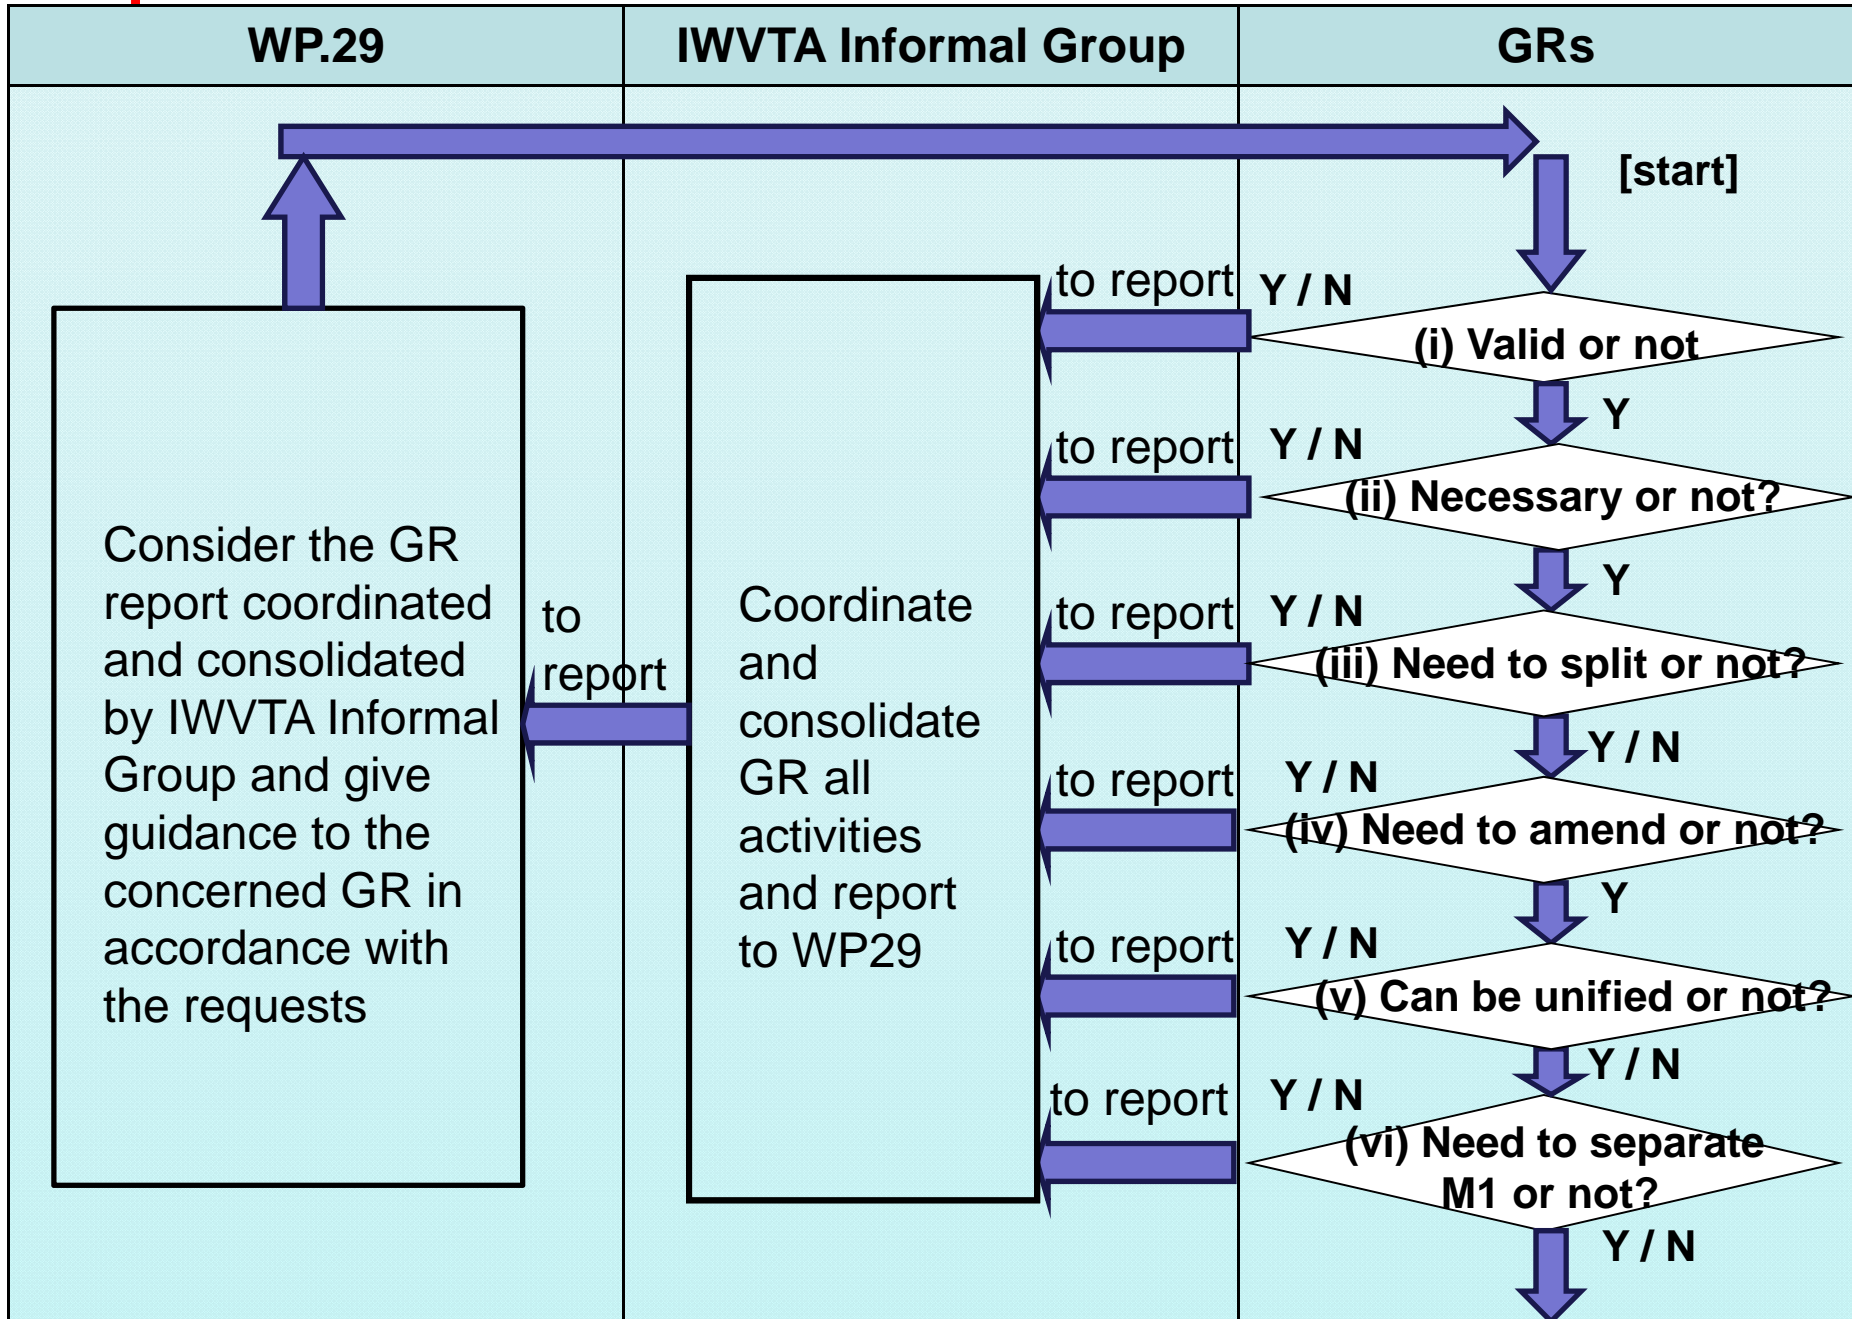 WP.29
IWVTA Informal Group
GRs
[start]
to report
Y / N
(i) Valid or not
Y
to report
Y / N
(ii) Necessary or not?
Y
to report
Y / N
(iii) Need to split or not?
Y / N
to report
Y / N
(iv) Need to amend or not?
Y
to report
Y / N
(v) Can be unified or not?
Y / N
to report
Y / N
(vi) Need to separate
M1 or not?
Y / N
Coordinate
and
consolidate
GR all
activities
and report
to WP29
to
report
Consider the GR
report coordinated
and consolidated
by IWVTA Informal
Group and give
guidance to the
concerned GR in
accordance with
the requests